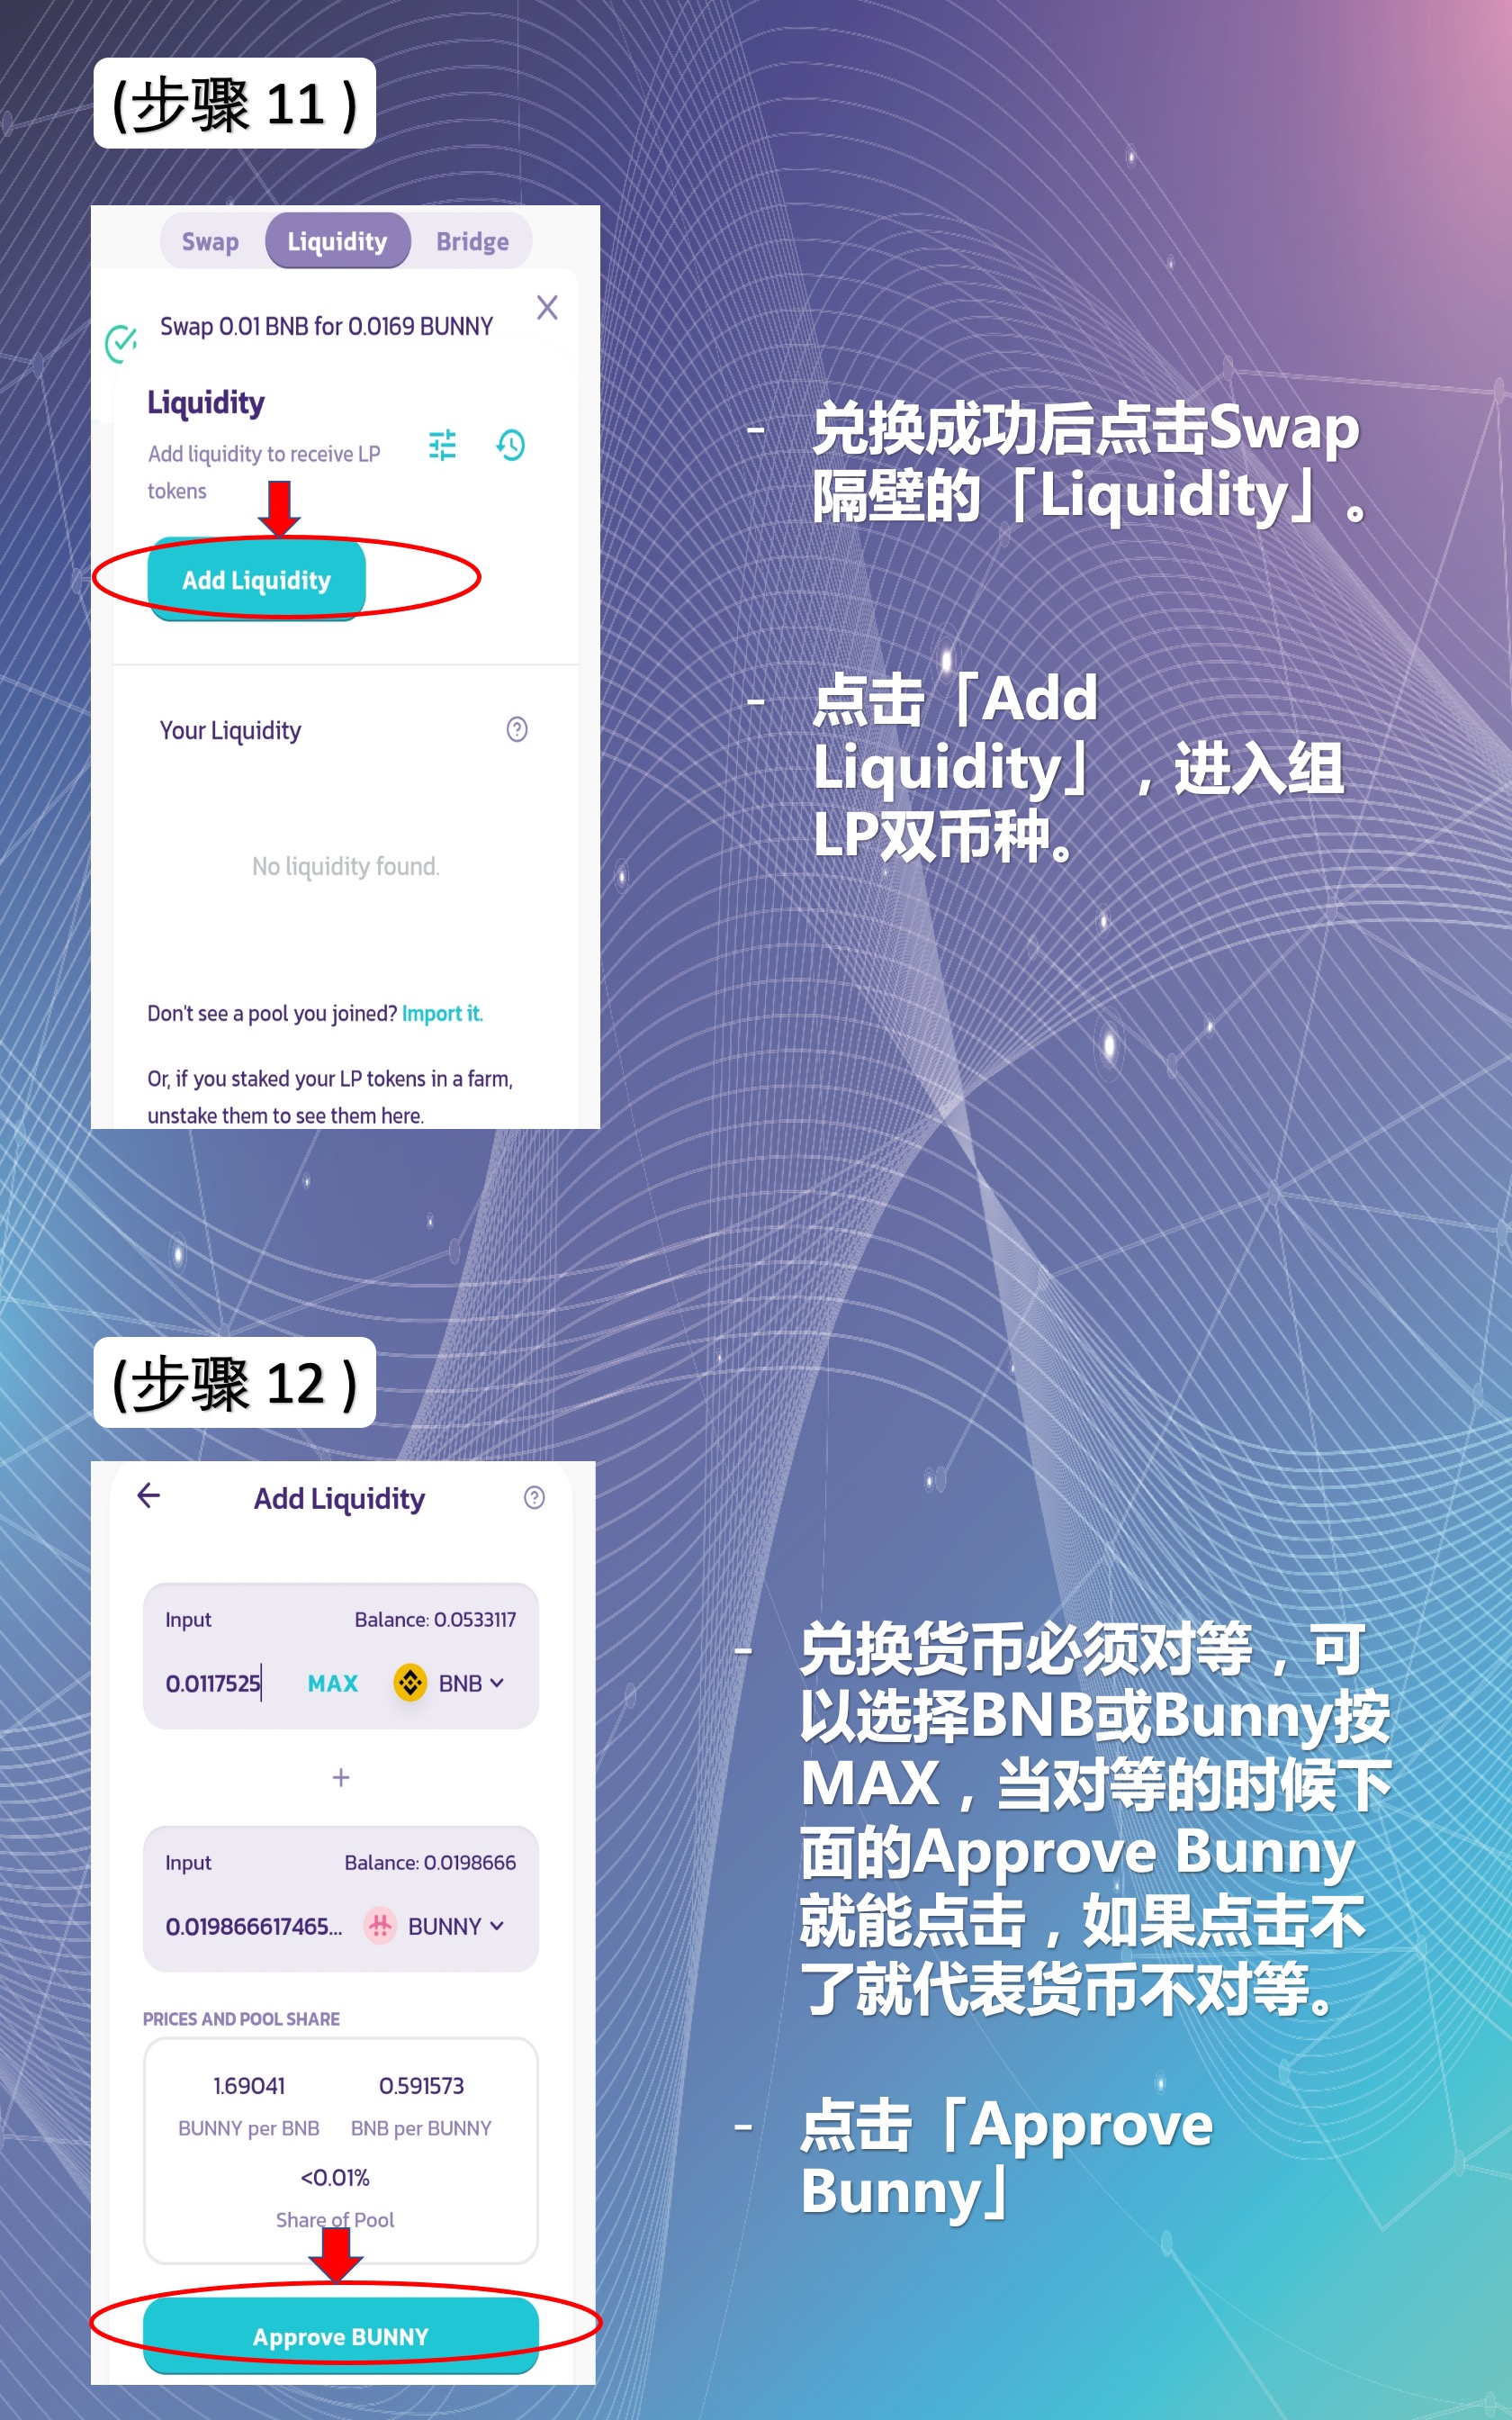 (步骤 11 )
Swap Liquidity Bridge
Swap 0.01 BNB for 0.0169 BUNNY
Liquidity
Add liquidity to receive LP
tokens
Add Liquidity
Your Liquidity
No liquidity found.
Don't see a pool you joined? Import it.
Or, if you staked your LP tokens in a farm,
unstake them to see them here.
- 兑换成功后点击Swap
隔壁的「Liquidity」。
- 点击「Add
Liquidity」，进入组
LP双币种。
(步骤 12 )
Add Liquidity
Input Balance: 0.0533117
0.0117525 MAX BNB
+
Input Balance: 0.0198666
0.019866617465... BUNNY
PRICES AND POOL SHARE
1.69041 0.591573
BUNNY per BNB BNB per BUNNY
<0.01%
Share of Pool
Approve BUNNY
- 兑换货币必须对等，可
以选择BNB或Bunny按
MAX，当对等的时候下
面的Approve Bunny
就能点击，如果点击不
了就代表货币不对等。
- 点击「Approve
Bunny」